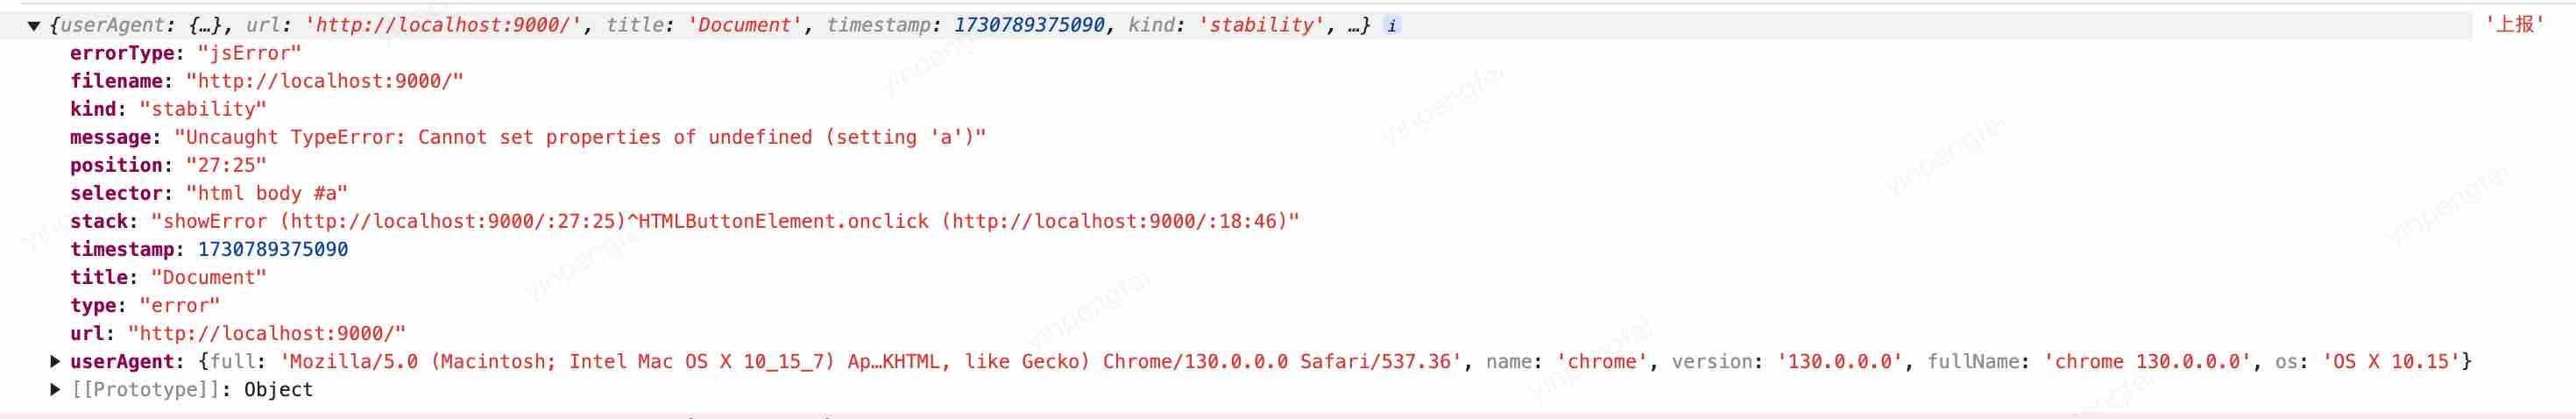 ▼ {userAgent: {…}, url: 'http://localhost:9000/', title: 'Document', timestamp: 1730789375090, kind: 'stability', …} i '上报'
errorType: "jsError"
filename: "http://localhost:9000/"
kind: "stability"
message: "Uncaught TypeError: Cannot set properties of undefined (setting 'a')"
position: "27:25"
selector: "html body #a"
stack: "showError (http://localhost:9000/:27:25)^HTMLButtonElement.onclick (http://localhost:9000/:18:46)"
timestamp: 1730789375090
title: "Document"
type: "error"
url: "http://localhost:9000/"
▶ userAgent: {full: 'Mozilla/5.0 (Macintosh; Intel Mac OS X 10_15_7) Ap…KHTML, like Gecko) Chrome/130.0.0.0 Safari/537.36', name: 'chrome', version: '130.0.0.0', fullName: 'chrome 130.0.0.0', os: 'OS X 10.15'}
▶ [[Prototype]]: Object
yinpengfei
yinpengfei
yinpengfei
yinpengfei
yinpengfei